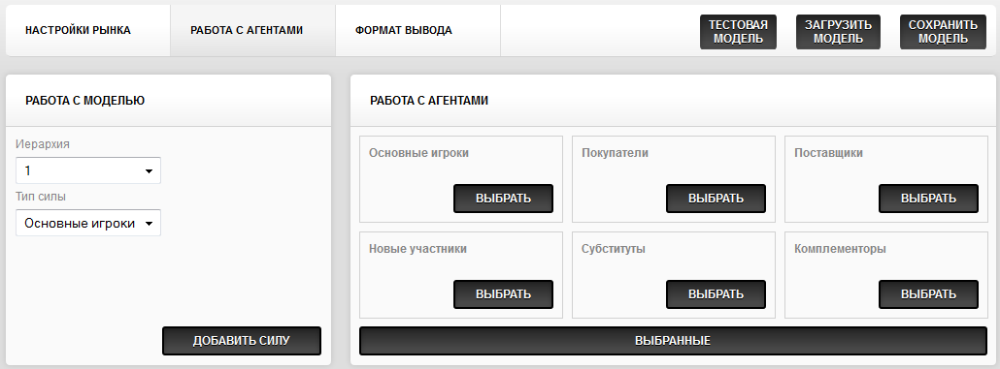 НАСТРОЙКИ РЫНКА
РАБОТА С АГЕНТАМИ
ФОРМАТ ВЫВОДА
ТЕСТОВАЯ
МОДЕЛЬ
ЗАГРУЗИТЬ
МОДЕЛЬ
СОХРАНИТЬ
МОДЕЛЬ
РАБОТА С МОДЕЛЬЮ
Иерархия
1
Тип силы
Основные игроки
ДОБАВИТЬ СИЛУ
РАБОТА С АГЕНТАМИ
Основные игроки
ВЫБРАТЬ
Покупатели
ВЫБРАТЬ
Поставщики
ВЫБРАТЬ
Новые участники
ВЫБРАТЬ
Субституты
ВЫБРАТЬ
Комплементоры
ВЫБРАТЬ
ВЫБРАННЫЕ